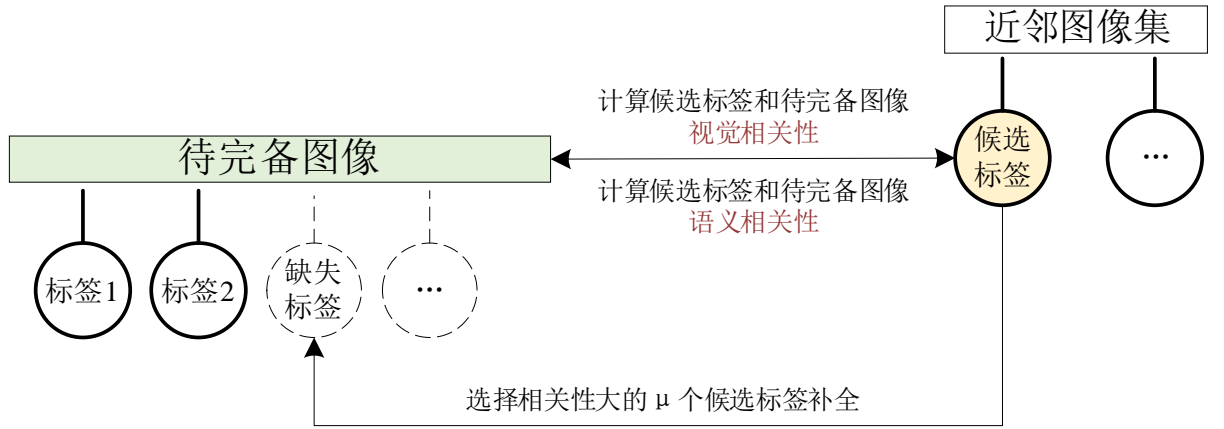 近邻图像集
计算候选标签和待完备图像
视觉相关性
待完备图像
候选
标签
...
计算候选标签和待完备图像
语义相关性
标签1
标签2
缺失
标签
...
选择相关性大的 μ 个候选标签补全